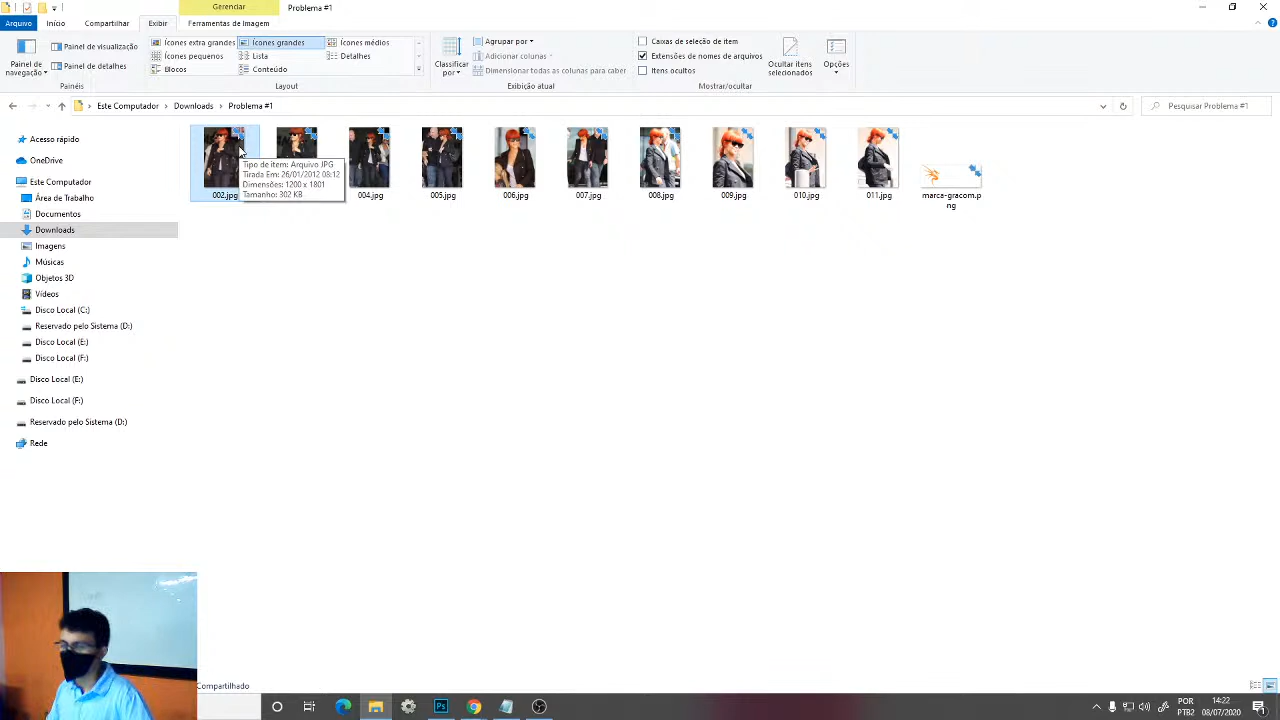 Gerenciar
Problema #1
Arquivo
Início
Compartilhar
Exibir
Ferramentas de Imagem
Painel de navegação
Painel de visualização
Painel de detalhes
Painéis
Ícones extra grandes
Ícones grandes
Ícones médios
Ícones pequenos
Lista
Detalhes
Blocos
Conteúdo
Layout
Classificar por
Agrupar por
Adicionar colunas
Dimensionar todas as colunas para caber
Exibição atual
Caixas de seleção de item
Extensões de nomes de arquivos
Itens ocultos
Ocultar itens selecionados
Mostrar/ocultar
Opções
Este Computador
Downloads
Problema #1
Pesquisar Problema #1
Acesso rápido
OneDrive
Este Computador
Área de Trabalho
Documentos
Downloads
Imagens
Músicas
Objetos 3D
Vídeos
Disco Local (C:)
Reservado pelo Sistema (D:)
Disco Local (E:)
Disco Local (F:)
Disco Local (E:)
Disco Local (F:)
Reservado pelo Sistema (D:)
Rede
Tipo de item: Arquivo JPG
Tirada Em: 26/01/2012 08:12
Dimensões: 1200 x 1801
Tamanho: 302 KB
002.jpg
004.jpg
005.jpg
006.jpg
007.jpg
008.jpg
009.jpg
010.jpg
011.jpg
marca-gracom.p
ng
Compartilhado
Ps
POR
PTB2
14:22
08/07/2020
1